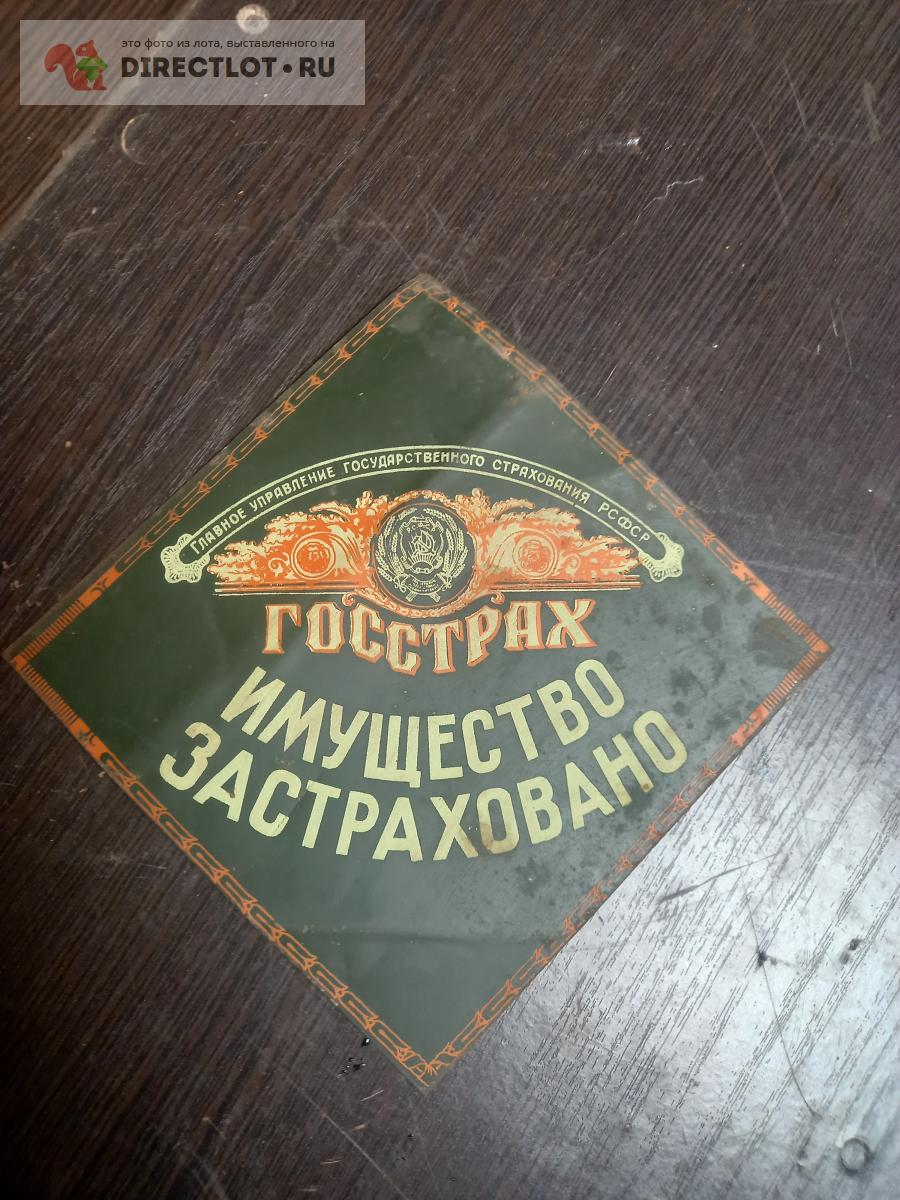 это фото из лота, выставленного на
DIRECTLOT•RU
ГЛАВНОЕ УПРАВЛЕНИЕ ГОСУДАРСТВЕННОГО СТРАХОВАНИЯ РСФСР
ГОССТРАХ
ИМУЩЕСТВО
ЗАСТРАХОВАНО